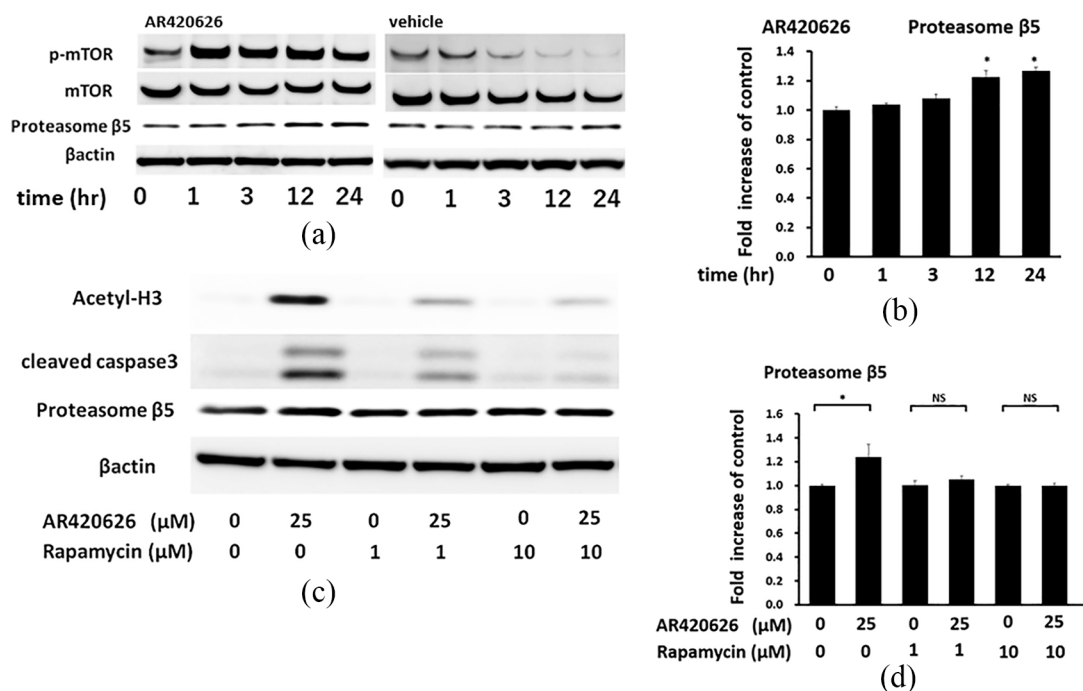 AR420626 vehicle
p-mTOR
mTOR
Proteasome β5
βactin
time (hr) 0 1 3 12 24 0 1 3 12 24
(a)
AR420626 Proteasome β5
Fold increase of control
1.4
1.2
1.0
0.8
0.6
0.4
0.2
0.0
* *
time (hr) 0 1 3 12 24
(b)
Acetyl-H3
cleaved caspase3
Proteasome β5
βactin
AR420626 (μM) 0 25 0 25 0 25
Rapamycin (μM) 0 0 1 1 10 10
(c)
Proteasome β5
Fold increase of control
1.6
1.4
1.2
1.0
0.8
0.6
0.4
0.2
0.0
* NS NS
AR420626 (μM) 0 25 0 25 0 25
Rapamycin (μM) 0 0 1 1 10 10
(d)